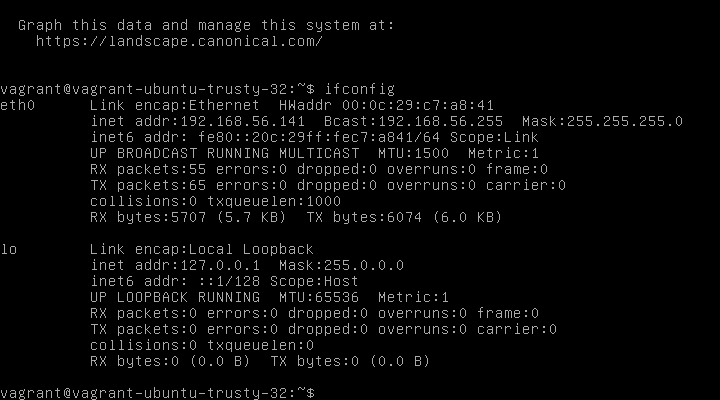 Graph this data and manage this system at:
https://landscape.canonical.com/
vagrant@vagrant-ubuntu-trusty-32:~$ ifconfig
eth0      Link encap:Ethernet  HWaddr 00:0c:29:c7:a8:41
inet addr:192.168.56.141  Bcast:192.168.56.255  Mask:255.255.255.0
inet6 addr: fe80::20c:29ff:fec7:a841/64 Scope:Link
UP BROADCAST RUNNING MULTICAST  MTU:1500  Metric:1
RX packets:55 errors:0 dropped:0 overruns:0 frame:0
TX packets:65 errors:0 dropped:0 overruns:0 carrier:0
collisions:0 txqueuelen:1000
RX bytes:5707 (5.7 KB)  TX bytes:6074 (6.0 KB)
lo        Link encap:Local Loopback
inet addr:127.0.0.1  Mask:255.0.0.0
inet6 addr: ::1/128 Scope:Host
UP LOOPBACK RUNNING  MTU:65536  Metric:1
RX packets:0 errors:0 dropped:0 overruns:0 frame:0
TX packets:0 errors:0 dropped:0 overruns:0 carrier:0
collisions:0 txqueuelen:0
RX bytes:0 (0.0 B)  TX bytes:0 (0.0 B)
vagrant@vagrant-ubuntu-trusty-32:~$